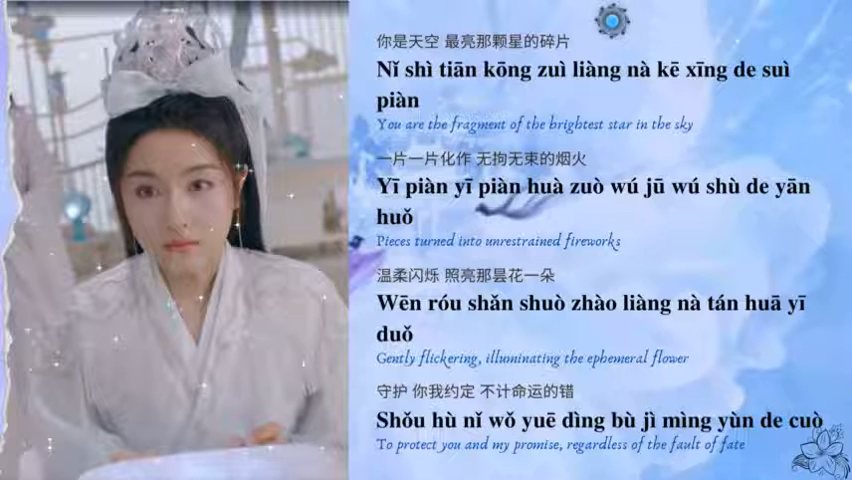 你是天空 最亮那颗星的碎片
Nǐ shì tiān kōng zuì liàng nà kē xīng de suì
piàn
You are the fragment of the brightest star in the sky
一片一片化作 无拘无束的烟火
Yī piàn yī piàn huà zuò wú jū wú shù de yān
huǒ
Pieces turned into unrestrained fireworks
温柔闪烁 照亮那昙花一朵
Wēn róu shǎn shuò zhào liàng nà tán huā yī
duǒ
Gently flickering, illuminating the ephemeral flower
守护 你我约定 不计命运的错
Shǒu hù nǐ wǒ yuē dìng bù jì mìng yùn de cuò
To protect you and my promise, regardless of the fault of fate